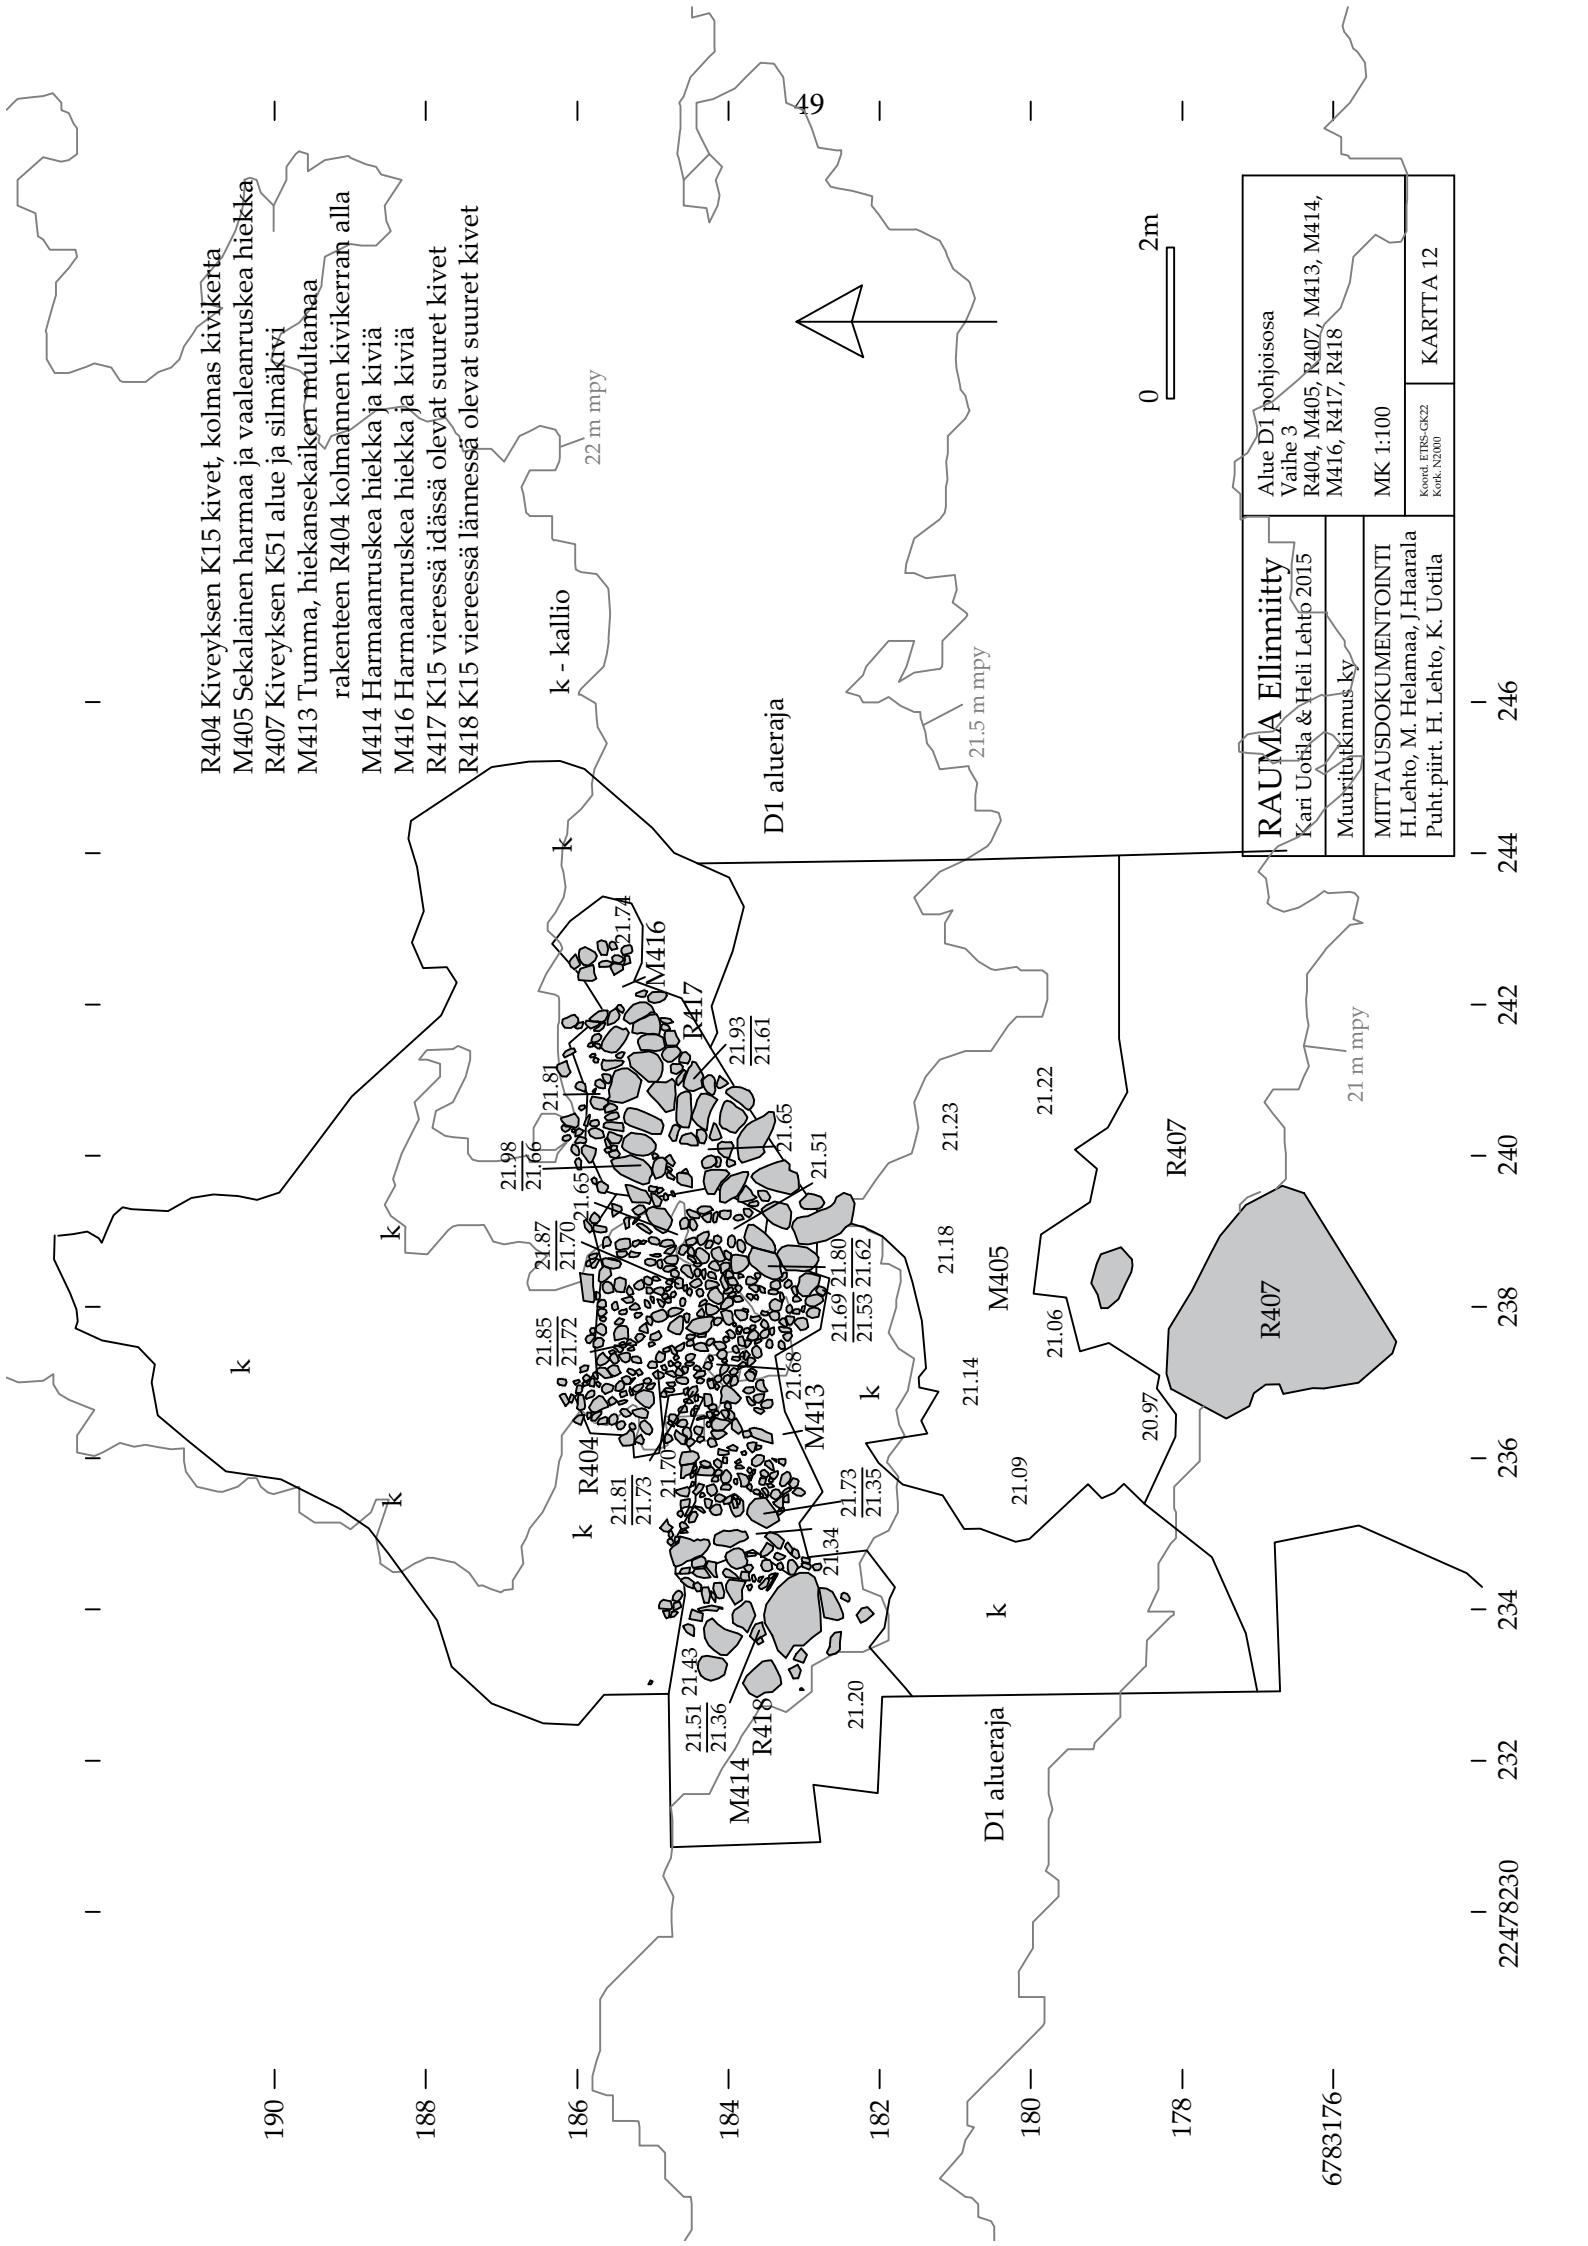 R404 Kiveyksen K15 kivet, kolmas kivikerta
M405 Sekalainen harmaa ja vaaleanruskea hiekka
R407 Kiveyksen K51 alue ja silmäkivi
M413 Tumma, hiekansekaiken multamaa
rakenteen R404 kolmannen kivikerran alla
M414 Harmaanruskea hiekka ja kiviä
M416 Harmaanruskea hiekka ja kiviä
R417 K15 vieressä idässä olevat suuret kivet
R418 K15 viereessä lännessä olevat suuret kivet
k - kallio
22 m mpy
49
190
188
186
184
182
180
178
6783176
k
k
k
k
k
k
k
21.98
21.66
21.81
21.87
21.70
21.85
21.72
21.65
21.74
M416
R417
21.93
21.61
21.65
21.51
R404
21.81
21.73
21.70
21.68
M413
21.80
21.62
21.69
21.53
21.73
21.35
21.34
21.43
21.51
21.36
R418
M414
21.20
D1 alueraja
21.5 m mpy
21.23
21.22
21.18
M405
21.14
21.06
21.09
20.97
R407
R407
21 m mpy
D1 alueraja
0
2m
RAUMA Ellinniitty
Kari Uotila & Heli Lehto 2015
Muuritutkimus ky
MITTAUSDOKUMENTOINTI
H.Lehto, M. Helamaa, J.Haarala
Puht.piirt. H. Lehto, K. Uotila
Alue D1 pohjoisosa
Vaihe 3
R404, M405, R407, M413, M414,
M416, R417, R418
MK 1:100
Koord. ETRS-GK22
Kork. N2000
KARTTA 12
22478230
232
234
236
238
240
242
244
246